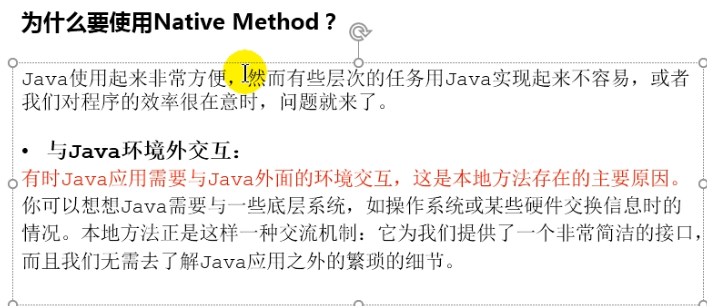 为什么要使用Native Method？
Java使用起来非常方便，然而有些层次的任务用Java实现起来不容易，或者
我们对程序的效率很在意时，问题就来了。
• 与Java环境外交互：
有时Java应用需要与Java外面的环境交互，这是本地方法存在的主要原因。
你可以想想Java需要与一些底层系统，如操作系统或某些硬件交换信息时的
情况。本地方法正是这样一种交流机制：它为我们提供了一个非常简洁的接口，
而且我们无需去了解Java应用之外的繁琐的细节。